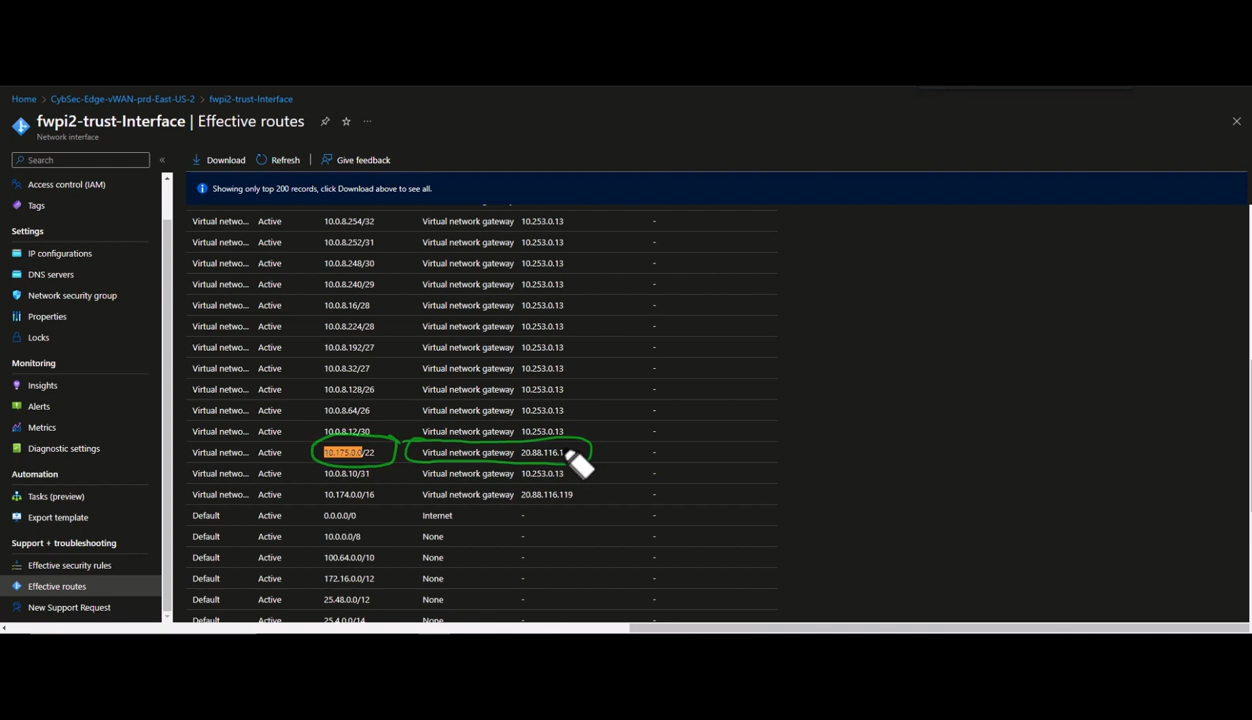 Home > CybSec-Edge-vWAN-prd-East-US-2 > fwpi2-trust-Interface
fwpi2-trust-Interface | Effective routes
Network interface
Search
Download Refresh Give feedback
Showing only top 200 records, click Download above to see all.
Access control (IAM)
Tags
Settings
IP configurations
DNS servers
Network security group
Properties
Locks
Monitoring
Insights
Alerts
Metrics
Diagnostic settings
Automation
Tasks (preview)
Export template
Support + troubleshooting
Effective security rules
Effective routes
New Support Request
Virtual netwo... Active 10.0.8.254/32 Virtual network gateway 10.253.0.13 -
Virtual netwo... Active 10.0.8.252/31 Virtual network gateway 10.253.0.13 -
Virtual netwo... Active 10.0.8.248/30 Virtual network gateway 10.253.0.13 -
Virtual netwo... Active 10.0.8.240/29 Virtual network gateway 10.253.0.13 -
Virtual netwo... Active 10.0.8.16/28 Virtual network gateway 10.253.0.13 -
Virtual netwo... Active 10.0.8.224/28 Virtual network gateway 10.253.0.13 -
Virtual netwo... Active 10.0.8.192/27 Virtual network gateway 10.253.0.13 -
Virtual netwo... Active 10.0.8.32/27 Virtual network gateway 10.253.0.13 -
Virtual netwo... Active 10.0.8.128/26 Virtual network gateway 10.253.0.13 -
Virtual netwo... Active 10.0.8.64/26 Virtual network gateway 10.253.0.13 -
Virtual netwo... Active 10.0.8.12/30 Virtual network gateway 10.253.0.13 -
Virtual netwo... Active 10.175.0.0/22 Virtual network gateway 20.88.116.1 -
Virtual netwo... Active 10.0.8.10/31 Virtual network gateway 10.253.0.13 -
Virtual netwo... Active 10.174.0.0/16 Virtual network gateway 20.88.116.119 -
Default Active 0.0.0.0/0 Internet - -
Default Active 10.0.0.0/8 None - -
Default Active 100.64.0.0/10 None - -
Default Active 172.16.0.0/12 None - -
Default Active 25.48.0.0/12 None - -
Default Active 25.4.0.0/14 None - -